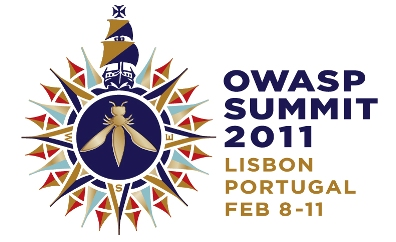 OWASP
SUMMIT
2011
LISBON
PORTUGAL
FEB 8-11
W
E
S